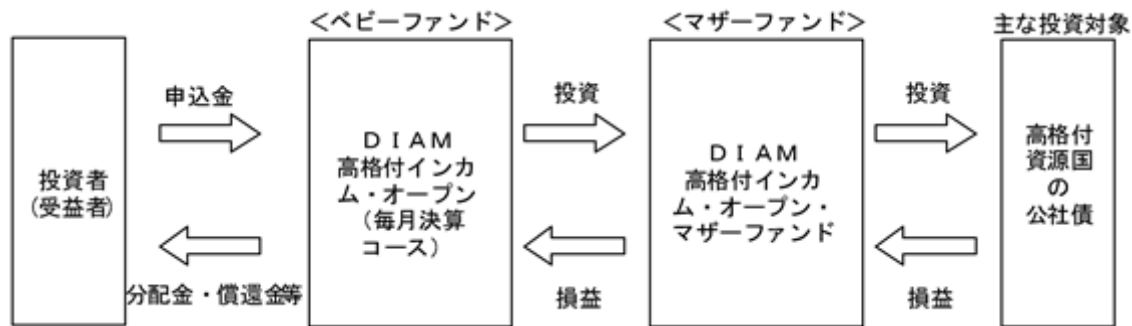 ＜ベビーファンド＞
＜マザーファンド＞
主な投資対象
投資者
(受益者)
申込金
分配金・償還金等
ＤＩＡＭ
高格付インカ
ム・オープン
（毎月決算
コース）
投資
損益
ＤＩＡＭ
高格付インカ
ム・オープン・
マザーファンド
投資
損益
高格付
資源国
の
公社債